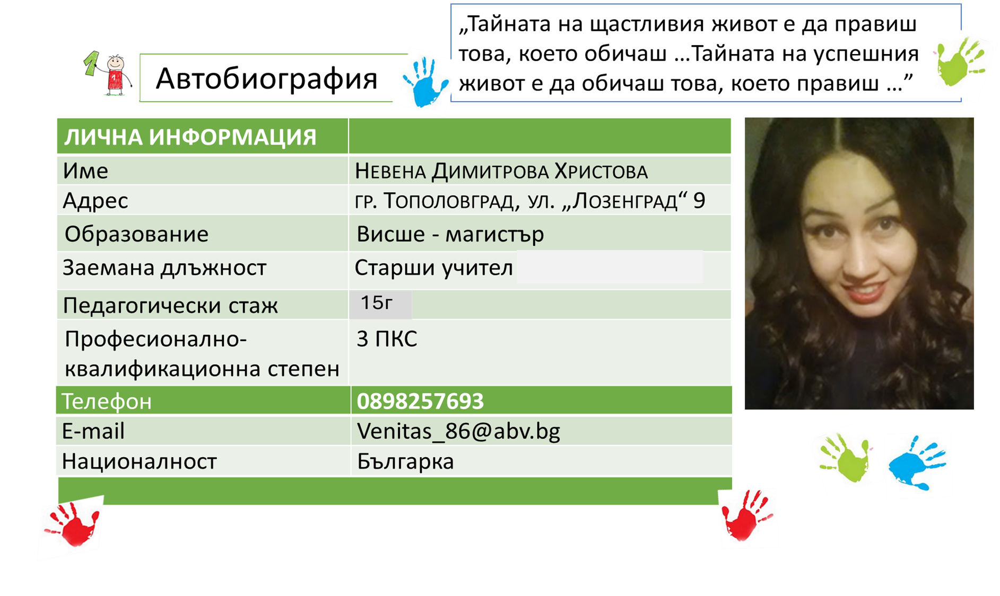 „Тайната на щастливия живот е да правиш
това, което обичаш ...Тайната на успешния
живот е да обичаш това, което правиш ...”
1
1
Автобиография
ЛИЧНА ИНФОРМАЦИЯ
Име НЕВЕНА ДИМИТРОВА ХРИСТОВА
Адрес ГР. ТОПОЛОВГРАД, УЛ. „ЛОЗЕНГРАД“ 9
Образование Висше - магистър
Заемана длъжност Старши учител
Педагогически стаж 15г
Професионално- 3 ПКС
квалификационна степен
Телефон 0898257693
E-mail Venitas_86@abv.bg
Националност Българка